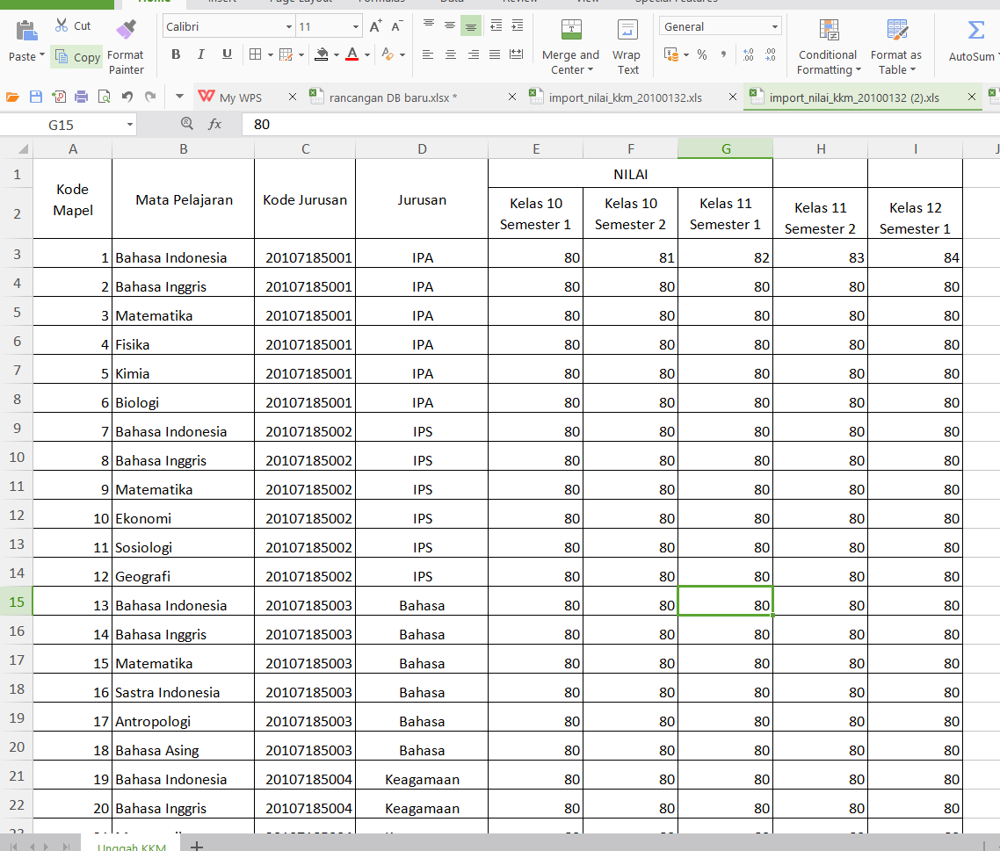 Home Insert Page Layout Formulas Data Review View Special Features
Cut Calibri 11 A+ A- General
Paste Copy Format Painter B I U A Merge and Center Wrap Text % Conditional Formatting Format as Table AutoSum
My WPS rancangan DB baru.xlsx * import_nilai_kkm_20100132.xls import_nilai_kkm_20100132 (2).xls
G15 fx 80
A B C D E F G H I J
1 Kode Mapel Mata Pelajaran Kode Jurusan Jurusan NILAI
2 Kelas 10 Semester 1 Kelas 10 Semester 2 Kelas 11 Semester 1 Kelas 11 Semester 2 Kelas 12 Semester 1
3 1 Bahasa Indonesia 20107185001 IPA 80 81 82 83 84
4 2 Bahasa Inggris 20107185001 IPA 80 80 80 80 80
5 3 Matematika 20107185001 IPA 80 80 80 80 80
6 4 Fisika 20107185001 IPA 80 80 80 80 80
7 5 Kimia 20107185001 IPA 80 80 80 80 80
8 6 Biologi 20107185001 IPA 80 80 80 80 80
9 7 Bahasa Indonesia 20107185002 IPS 80 80 80 80 80
10 8 Bahasa Inggris 20107185002 IPS 80 80 80 80 80
11 9 Matematika 20107185002 IPS 80 80 80 80 80
12 10 Ekonomi 20107185002 IPS 80 80 80 80 80
13 11 Sosiologi 20107185002 IPS 80 80 80 80 80
14 12 Geografi 20107185002 IPS 80 80 80 80 80
15 13 Bahasa Indonesia 20107185003 Bahasa 80 80 80 80 80
16 14 Bahasa Inggris 20107185003 Bahasa 80 80 80 80 80
17 15 Matematika 20107185003 Bahasa 80 80 80 80 80
18 16 Sastra Indonesia 20107185003 Bahasa 80 80 80 80 80
19 17 Antropologi 20107185003 Bahasa 80 80 80 80 80
20 18 Bahasa Asing 20107185003 Bahasa 80 80 80 80 80
21 19 Bahasa Indonesia 20107185004 Keagamaan 80 80 80 80 80
22 20 Bahasa Inggris 20107185004 Keagamaan 80 80 80 80 80
Unggah KKM